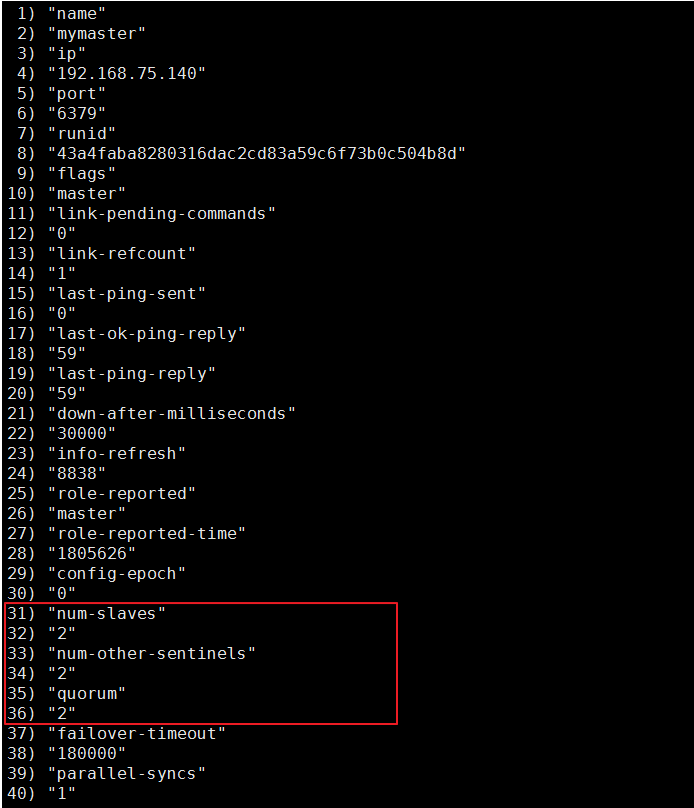 1) "name"
2) "mymaster"
3) "ip"
4) "192.168.75.140"
5) "port"
6) "6379"
7) "runid"
8) "43a4faba8280316dac2cd83a59c6f73b0c504b8d"
9) "flags"
10) "master"
11) "link-pending-commands"
12) "0"
13) "link-refcount"
14) "1"
15) "last-ping-sent"
16) "0"
17) "last-ok-ping-reply"
18) "59"
19) "last-ping-reply"
20) "59"
21) "down-after-milliseconds"
22) "30000"
23) "info-refresh"
24) "8838"
25) "role-reported"
26) "master"
27) "role-reported-time"
28) "1805626"
29) "config-epoch"
30) "0"
31) "num-slaves"
32) "2"
33) "num-other-sentinels"
34) "2"
35) "quorum"
36) "2"
37) "failover-timeout"
38) "180000"
39) "parallel-syncs"
40) "1"